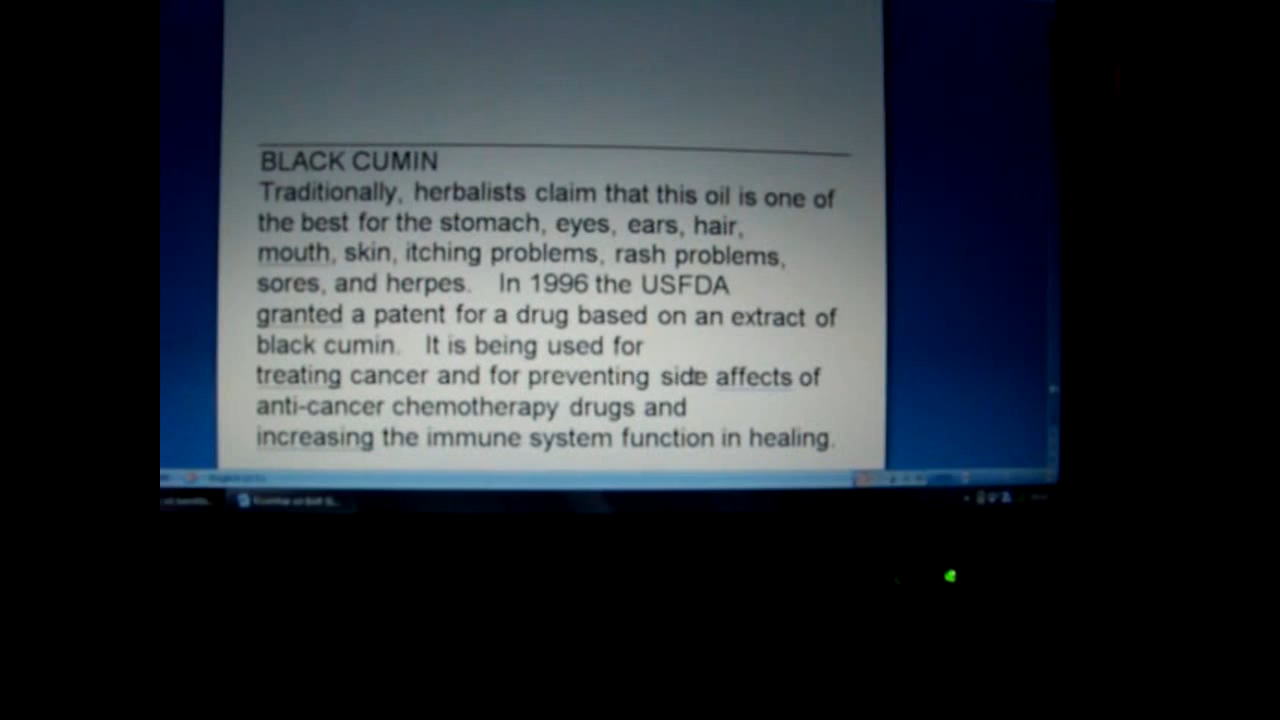 BLACK CUMIN
Traditionally, herbalists claim that this oil is one of
the best for the stomach, eyes, ears, hair,
mouth, skin, itching problems, rash problems,
sores, and herpes. In 1996 the USFDA
granted a patent for a drug based on an extract of
black cumin. It is being used for
treating cancer and for preventing side affects of
anti-cancer chemotherapy drugs and
increasing the immune system function in healing.